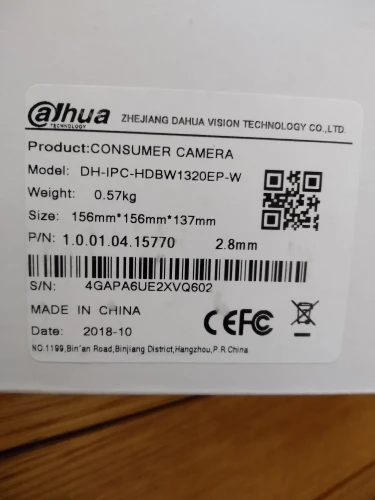 alhua
TECHNOLOGY
ZHEJIANG DAHUA VISION TECHNOLOGY CO.,LTD.
Product:CONSUMER CAMERA
Model: DH-IPC-HDBW1320EP-W
Weight: 0.57kg
Size: 156mm*156mm*137mm
P/N: 1.0.01.04.15770 2.8mm
S/N: 4GAPA6UE2XVQ602
MADE IN CHINA
Date: 2018-10
CE FC
NO.1199,Bin'an Road,Binjiang District,Hangzhou,P.R.China